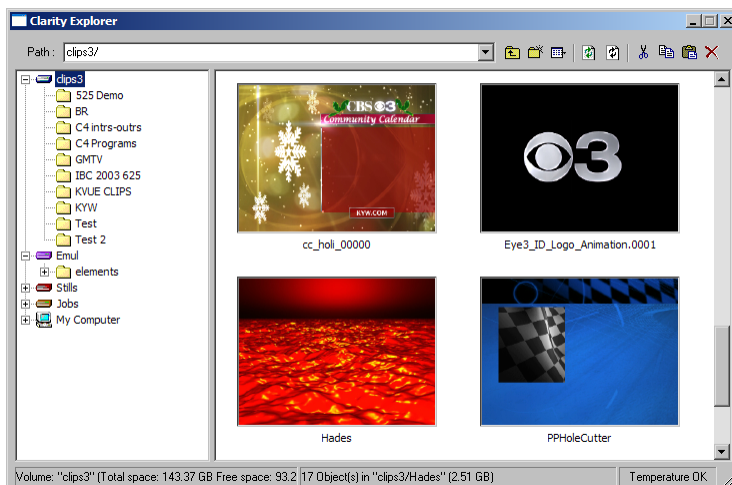 Clarity Explorer
Path : clips3/
clips3
525 Demo
BR
C4 intrs-outrs
C4 Programs
GMTV
IBC 2003 625
KVUE CLIPS
KYW
Test
Test 2
Emul
elements
Stills
Jobs
My Computer
CBS 3
Community Calendar
KYW.COM
cc_holi_00000
3
Eye3_ID_Logo_Animation.0001
Hades
PPHoleCutter
Volume: "clips3" (Total space: 143.37 GB Free space: 93.2
17 Object(s) in "clips3/Hades" (2.51 GB)
Temperature OK